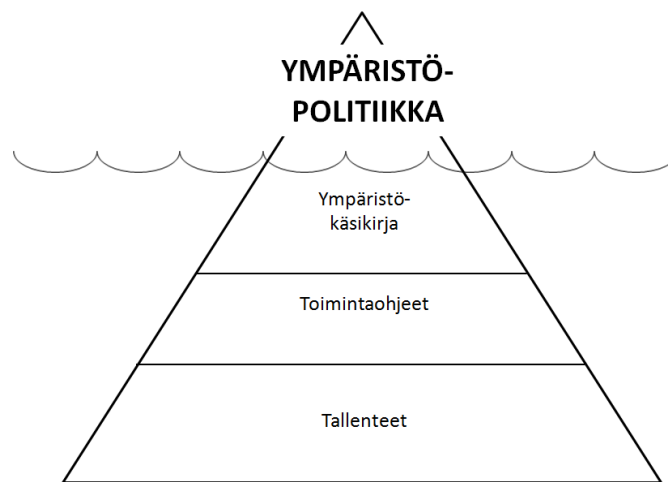 YMPÄRISTÖ-
POLITIIKKA
Ympäristö-
käsikirja
Toimintaohjeet
Tallenteet